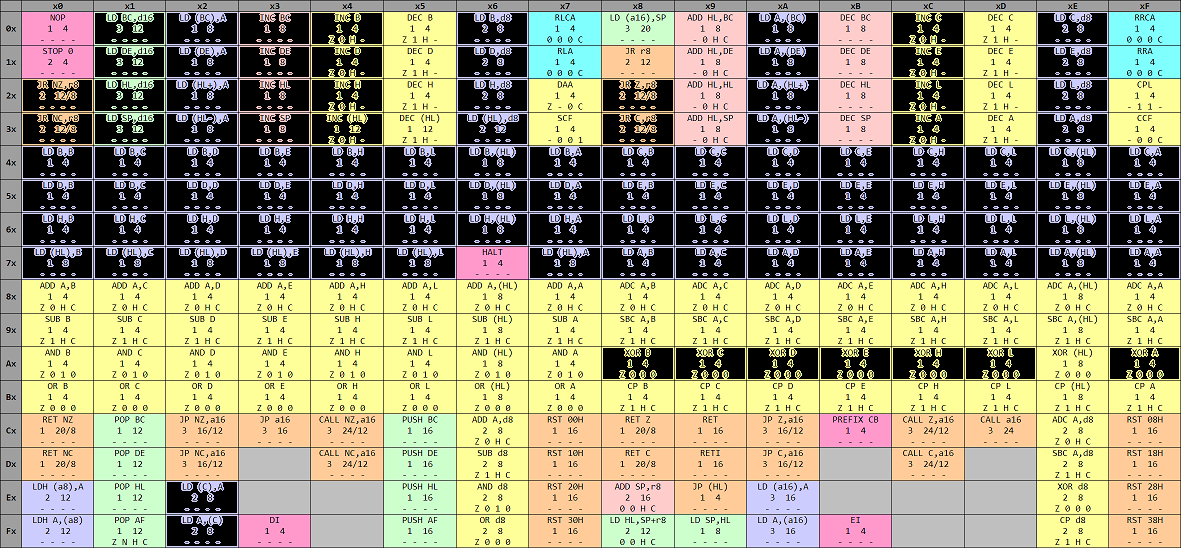 x0 x1 x2 x3 x4 x5 x6 x7 x8 x9 xA xB xC xD xE xF
0x NOP LD BC,d16 LD (BC),A INC BC INC B DEC B LD B,d8 RLCA LD (a16),SP ADD HL,BC LD A,(BC) DEC BC INC C DEC C LD C,d8 RRCA
1 4 3 12 1 8 1 8 1 4 1 4 2 8 1 4 3 20 1 8 1 8 1 8 1 4 1 4 2 8 1 4
- - - - - - - - - - - - - - - - Z 0 H - Z 1 H - - - - - 0 0 0 C - - - - - 0 H C - - - - - - - - Z 0 H - Z 1 H - - - - - 0 0 0 C
1x STOP 0 LD DE,d16 LD (DE),A INC DE INC D DEC D LD D,d8 RLA JR r8 ADD HL,DE LD A,(DE) DEC DE INC E DEC E LD E,d8 RRA
2 4 3 12 1 8 1 8 1 4 1 4 2 8 1 4 2 12 1 8 1 8 1 8 1 4 1 4 2 8 1 4
- - - - - - - - - - - - - - - - Z 0 H - Z 1 H - - - - - 0 0 0 C - - - - - 0 H C - - - - - - - - Z 0 H - Z 1 H - - - - - 0 0 0 C
2x JR NZ,r8 LD HL,d16 LD (HL+),A INC HL INC H DEC H LD H,d8 DAA JR Z,r8 ADD HL,HL LD A,(HL+) DEC HL INC L DEC L LD L,d8 CPL
2 12/8 3 12 1 8 1 8 1 4 1 4 2 8 1 4 2 12/8 1 8 1 8 1 8 1 4 1 4 2 8 1 4
- - - - - - - - - - - - - - - - Z 0 H - Z 1 H - - - - - Z - 0 C - - - - - 0 H C - - - - - - - - Z 0 H - Z 1 H - - - - - - 1 1 -
3x JR NC,r8 LD SP,d16 LD (HL-),A INC SP INC (HL) DEC (HL) LD (HL),d8 SCF JR C,r8 ADD HL,SP LD A,(HL-) DEC SP INC A DEC A LD A,d8 CCF
2 12/8 3 12 1 8 1 8 1 12 1 12 2 12 1 4 2 12/8 1 8 1 8 1 8 1 4 1 4 2 8 1 4
- - - - - - - - - - - - - - - - Z 0 H - Z 1 H - - - - - - 0 0 1 - - - - - 0 H C - - - - - - - - Z 0 H - Z 1 H - - - - - - 0 0 C
4x LD B,B LD B,C LD B,D LD B,E LD B,H LD B,L LD B,(HL) LD B,A LD C,B LD C,C LD C,D LD C,E LD C,H LD C,L LD C,(HL) LD C,A
1 4 1 4 1 4 1 4 1 4 1 4 1 8 1 4 1 4 1 4 1 4 1 4 1 4 1 4 1 8 1 4
- - - - - - - - - - - - - - - - - - - - - - - - - - - - - - - - - - - - - - - - - - - - - - - - - - - - - - - - - - - - - - - -
5x LD D,B LD D,C LD D,D LD D,E LD D,H LD D,L LD D,(HL) LD D,A LD E,B LD E,C LD E,D LD E,E LD E,H LD E,L LD E,(HL) LD E,A
1 4 1 4 1 4 1 4 1 4 1 4 1 8 1 4 1 4 1 4 1 4 1 4 1 4 1 4 1 8 1 4
- - - - - - - - - - - - - - - - - - - - - - - - - - - - - - - - - - - - - - - - - - - - - - - - - - - - - - - - - - - - - - - -
6x LD H,B LD H,C LD H,D LD H,E LD H,H LD H,L LD H,(HL) LD H,A LD L,B LD L,C LD L,D LD L,E LD L,H LD L,L LD L,(HL) LD L,A
1 4 1 4 1 4 1 4 1 4 1 4 1 8 1 4 1 4 1 4 1 4 1 4 1 4 1 4 1 8 1 4
- - - - - - - - - - - - - - - - - - - - - - - - - - - - - - - - - - - - - - - - - - - - - - - - - - - - - - - - - - - - - - - -
7x LD (HL),B LD (HL),C LD (HL),D LD (HL),E LD (HL),H LD (HL),L HALT LD (HL),A LD A,B LD A,C LD A,D LD A,E LD A,H LD A,L LD A,(HL) LD A,A
1 8 1 8 1 8 1 8 1 8 1 8 1 4 1 8 1 4 1 4 1 4 1 4 1 4 1 4 1 8 1 4
- - - - - - - - - - - - - - - - - - - - - - - - - - - - - - - - - - - - - - - - - - - - - - - - - - - - - - - - - - - - - - - -
8x ADD A,B ADD A,C ADD A,D ADD A,E ADD A,H ADD A,L ADD A,(HL) ADD A,A ADC A,B ADC A,C ADC A,D ADC A,E ADC A,H ADC A,L ADC A,(HL) ADC A,A
1 4 1 4 1 4 1 4 1 4 1 4 1 8 1 4 1 4 1 4 1 4 1 4 1 4 1 4 1 8 1 4
Z 0 H C Z 0 H C Z 0 H C Z 0 H C Z 0 H C Z 0 H C Z 0 H C Z 0 H C Z 0 H C Z 0 H C Z 0 H C Z 0 H C Z 0 H C Z 0 H C Z 0 H C Z 0 H C
9x SUB B SUB C SUB D SUB E SUB H SUB L SUB (HL) SUB A SBC A,B SBC A,C SBC A,D SBC A,E SBC A,H SBC A,L SBC A,(HL) SBC A,A
1 4 1 4 1 4 1 4 1 4 1 4 1 8 1 4 1 4 1 4 1 4 1 4 1 4 1 4 1 8 1 4
Z 1 H C Z 1 H C Z 1 H C Z 1 H C Z 1 H C Z 1 H C Z 1 H C Z 1 H C Z 1 H C Z 1 H C Z 1 H C Z 1 H C Z 1 H C Z 1 H C Z 1 H C Z 1 H C
Ax AND B AND C AND D AND E AND H AND L AND (HL) AND A XOR B XOR C XOR D XOR E XOR H XOR L XOR (HL) XOR A
1 4 1 4 1 4 1 4 1 4 1 4 1 8 1 4 1 4 1 4 1 4 1 4 1 4 1 4 1 8 1 4
Z 0 1 0 Z 0 1 0 Z 0 1 0 Z 0 1 0 Z 0 1 0 Z 0 1 0 Z 0 1 0 Z 0 1 0 Z 0 0 0 Z 0 0 0 Z 0 0 0 Z 0 0 0 Z 0 0 0 Z 0 0 0 Z 0 0 0 Z 0 0 0
Bx OR B OR C OR D OR E OR H OR L OR (HL) OR A CP B CP C CP D CP E CP H CP L CP (HL) CP A
1 4 1 4 1 4 1 4 1 4 1 4 1 8 1 4 1 4 1 4 1 4 1 4 1 4 1 4 1 8 1 4
Z 0 0 0 Z 0 0 0 Z 0 0 0 Z 0 0 0 Z 0 0 0 Z 0 0 0 Z 0 0 0 Z 0 0 0 Z 1 H C Z 1 H C Z 1 H C Z 1 H C Z 1 H C Z 1 H C Z 1 H C Z 1 H C
Cx RET NZ POP BC JP NZ,a16 JP a16 CALL NZ,a16 PUSH BC ADD A,d8 RST 00H RET Z RET JP Z,a16 PREFIX CB CALL Z,a16 CALL a16 ADC A,d8 RST 08H
1 20/8 1 12 3 16/12 3 16 3 24/12 1 16 2 8 1 16 1 20/8 1 16 3 16/12 1 4 3 24/12 3 24 2 8 1 16
- - - - - - - - - - - - - - - - - - - - - - - - Z 0 H C - - - - - - - - - - - - - - - - - - - - - - - - - - - - Z 0 H C - - - -
Dx RET NC POP DE JP NC,a16 CALL NC,a16 PUSH DE SUB d8 RST 10H RET C RETI JP C,a16 CALL C,a16 SBC A,d8 RST 18H
1 20/8 1 12 3 16/12 3 24/12 1 16 2 8 1 16 1 20/8 1 16 3 16/12 3 24/12 2 8 1 16
- - - - - - - - - - - - - - - - - - - - Z 1 H C - - - - - - - - - - - - - - - - - - - - Z 1 H C - - - -
Ex LDH (a8),A POP HL LD (C),A PUSH HL AND d8 RST 20H ADD SP,r8 JP (HL) LD (a16),A XOR d8 RST 28H
2 12 1 12 2 8 1 16 2 8 1 16 2 16 1 4 3 16 2 8 1 16
- - - - - - - - - - - - - - - - Z 0 1 0 - - - - 0 0 H C - - - - - - - - Z 0 0 0 - - - -
Fx LDH A,(a8) POP AF LD A,(C) DI PUSH AF OR d8 RST 30H LD HL,SP+r8 LD SP,HL LD A,(a16) EI CP d8 RST 38H
2 12 1 12 2 8 1 4 1 16 2 8 1 16 2 12 1 8 3 16 1 4 2 8 1 16
- - - - Z N H C - - - - - - - - - - - - Z 0 0 0 - - - - 0 0 H C - - - - - - - - - - - - Z 1 H C - - - -